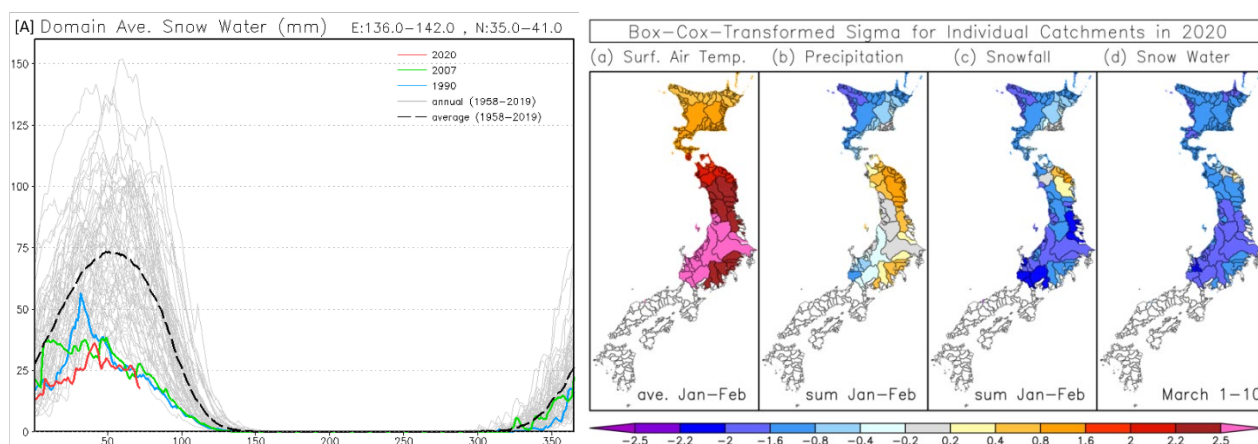 [A] Domain Ave. Snow Water (mm) E:136.0-142.0 , N:35.0-41.0
2020
2007
1990
annual (1958-2019)
average (1958-2019)
150
125
100
75
50
25
0
50 100 150 200 250 300 350
Box-Cox-Transformed Sigma for Individual Catchments in 2020
(a) Surf. Air Temp. (b) Precipitation (c) Snowfall (d) Snow Water
ave. Jan-Feb sum Jan-Feb sum Jan-Feb March 1-10
-2.5 -2.2 -2 -1.6 -0.8 -0.4 -0.2 0.2 0.4 0.8 1.6 2 2.2 2.5